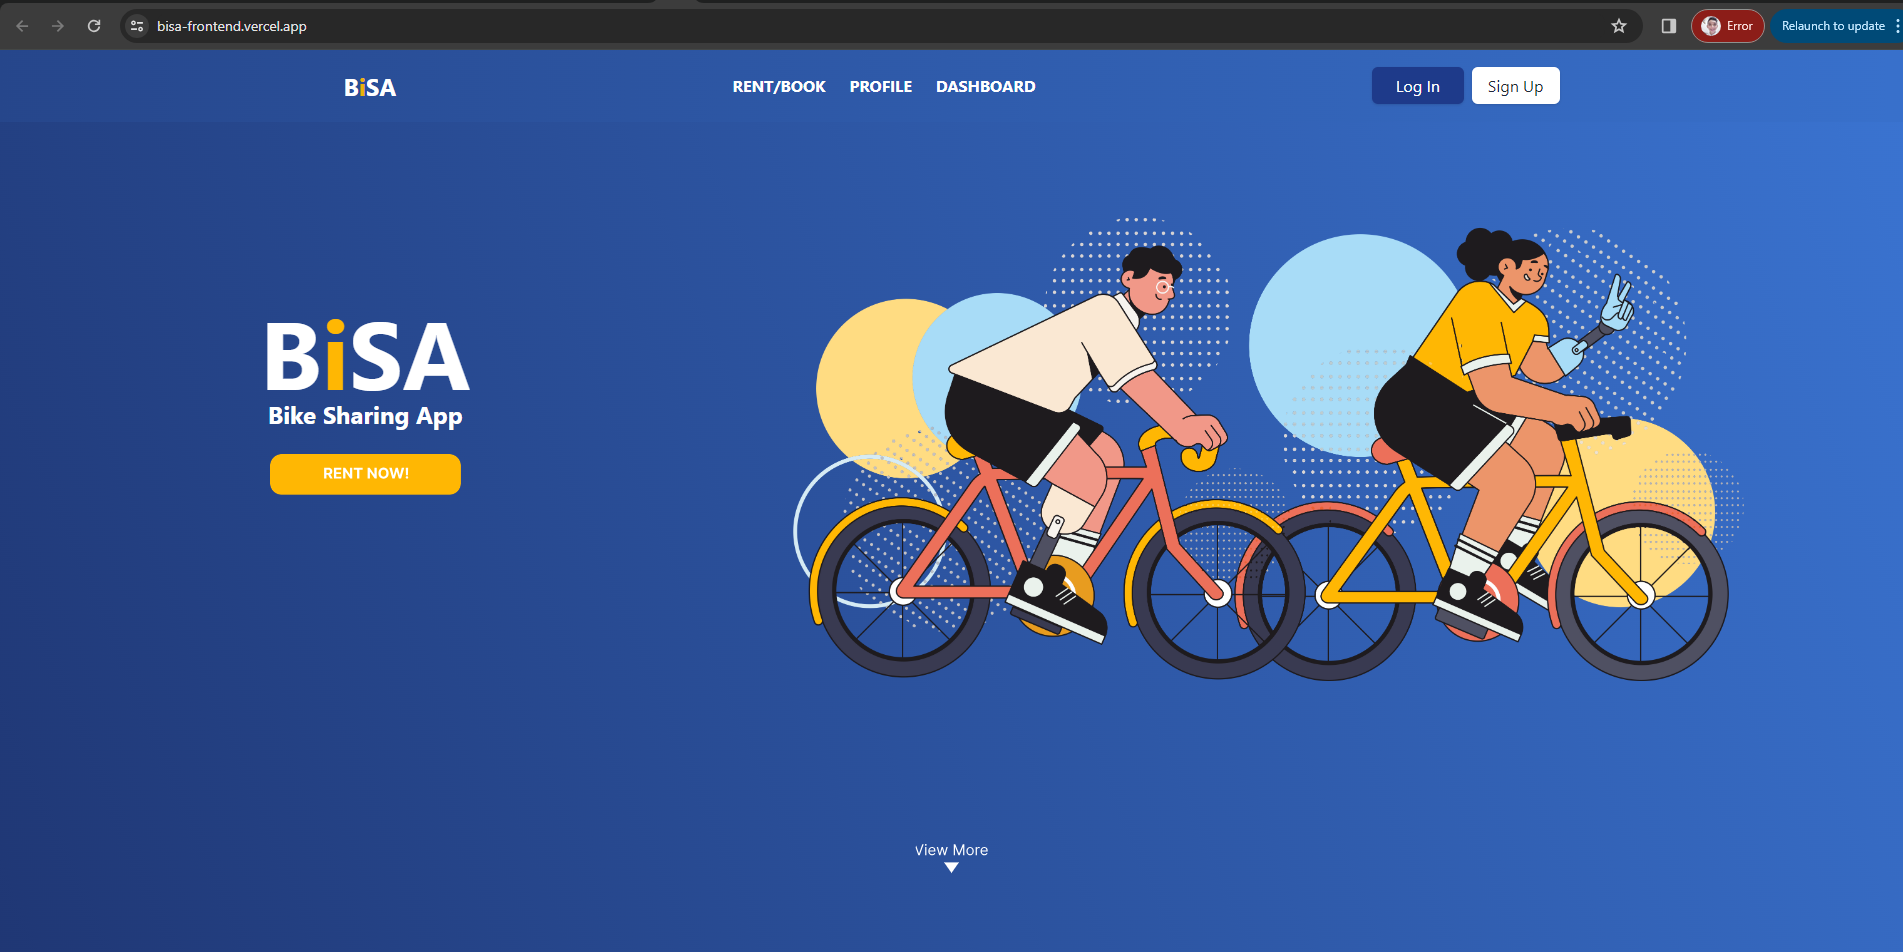 bisa-frontend.vercel.app
Error
Relaunch to update
BiSA
RENT/BOOK
PROFILE
DASHBOARD
Log In
Sign Up
BiSA
Bike Sharing App
RENT NOW!
View More